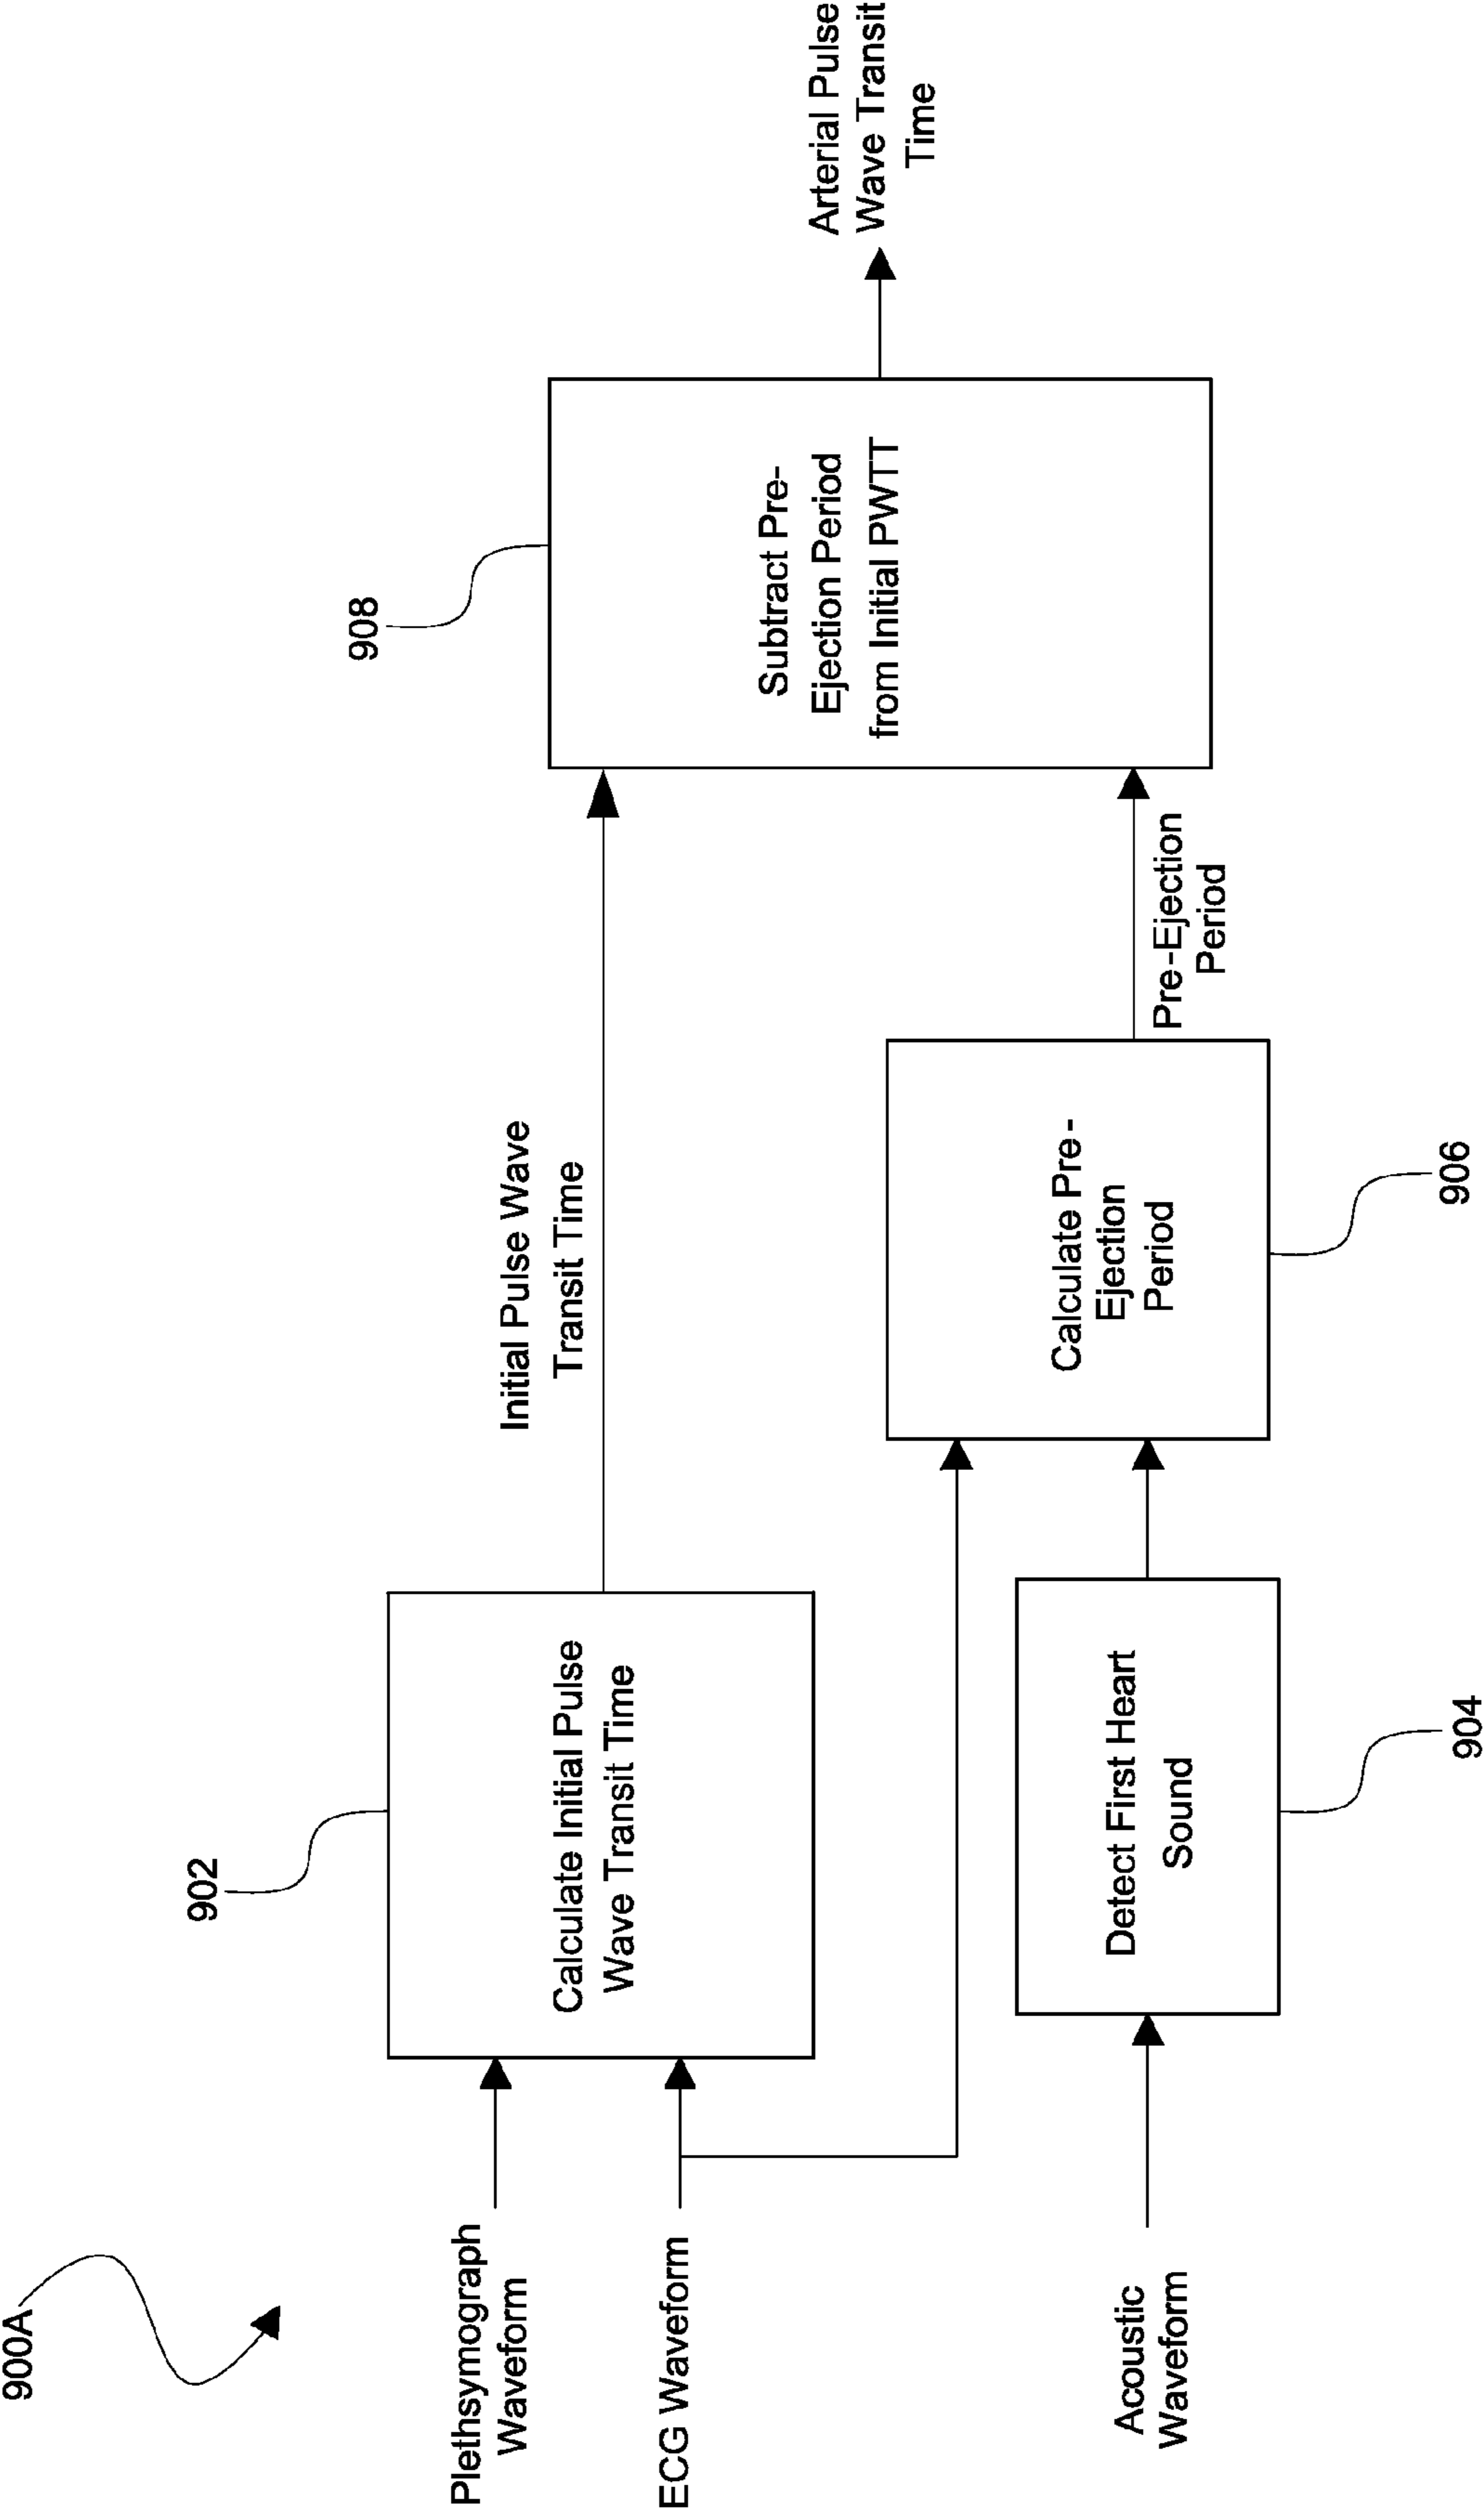 900A
Plethsymograph
Waveform
ECG Waveform
Acoustic
Waveform
902
Calculate Initial Pulse
Wave Transit Time
Detect First Heart
Sound
904
Initial Pulse Wave
Transit Time
Calculate Pre-
Ejection
Period
906
Pre-Ejection
Period
908
Subtract Pre-
Ejection Period
from Initial PWTT
Arterial Pulse
Wave Transit
Time